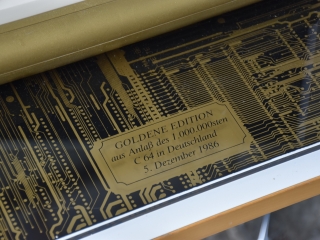 GOLDENE EDITION
aus Anlaß des 1.000.000sten
C 64 in Deutschland
5. Dezember 1986